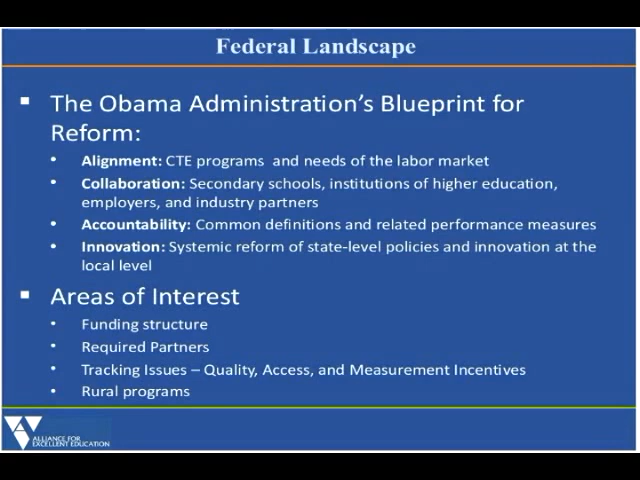 Federal Landscape
▪ The Obama Administration's Blueprint for
Reform:
• Alignment: CTE programs and needs of the labor market
• Collaboration: Secondary schools, institutions of higher education,
employers, and industry partners
• Accountability: Common definitions and related performance measures
• Innovation: Systemic reform of state-level policies and innovation at the
local level
▪ Areas of Interest
• Funding structure
• Required Partners
• Tracking Issues – Quality, Access, and Measurement Incentives
• Rural programs
ALLIANCE FOR
EXCELLENT EDUCATION